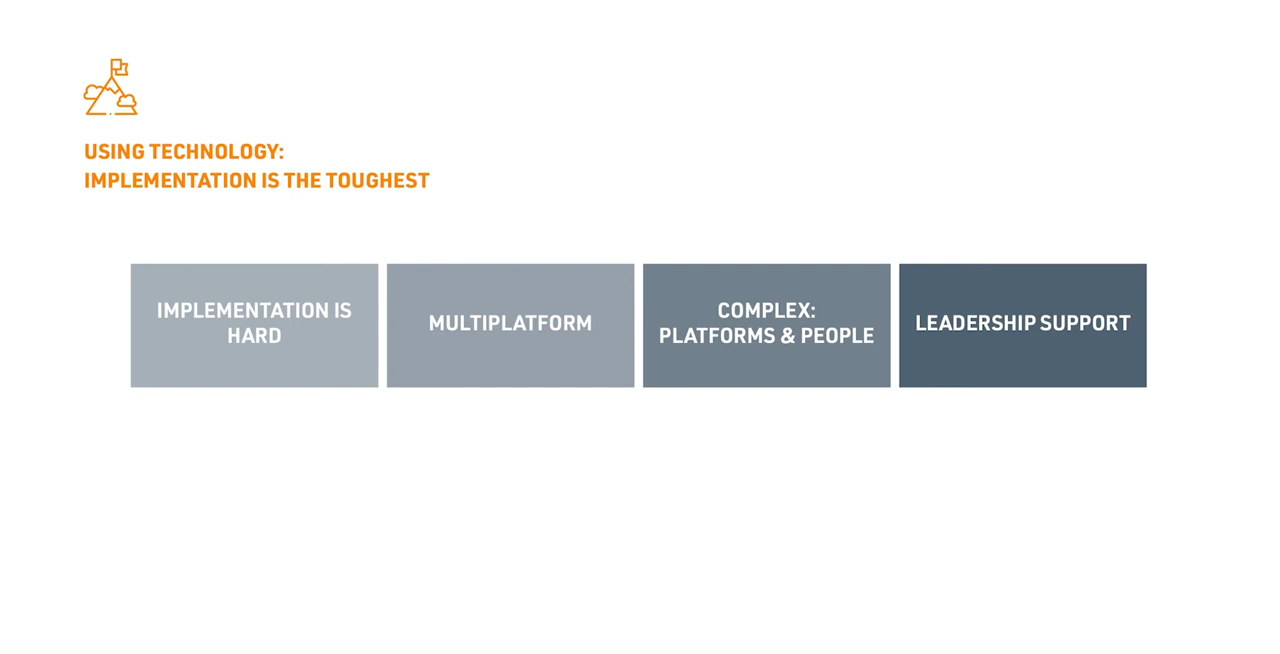 USING TECHNOLOGY:
IMPLEMENTATION IS THE TOUGHEST
IMPLEMENTATION IS
HARD
MULTIPLATFORM
COMPLEX:
PLATFORMS & PEOPLE
LEADERSHIP SUPPORT